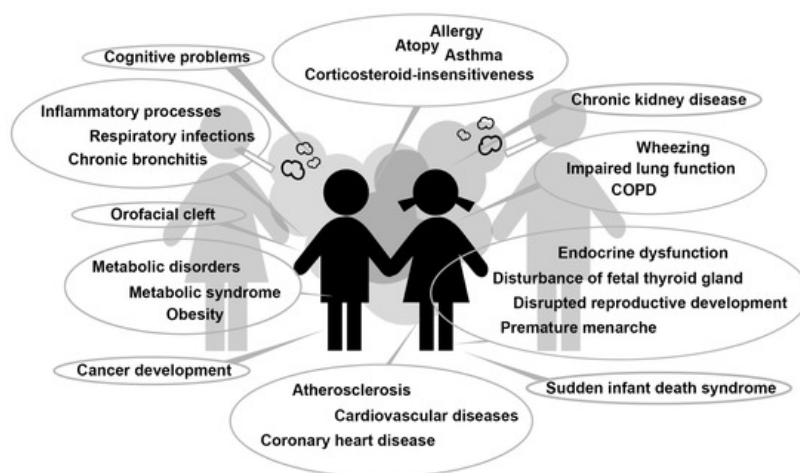 Allergy
Atopy
Asthma
Corticosteroid-insensitiveness
Cognitive problems
Inflammatory processes
Respiratory infections
Chronic bronchitis
Chronic kidney disease
Wheezing
Impaired lung function
COPD
Orofacial cleft
Metabolic disorders
Metabolic syndrome
Obesity
Endocrine dysfunction
Disturbance of fetal thyroid gland
Disrupted reproductive development
Premature menarche
Cancer development
Atherosclerosis
Cardiovascular diseases
Coronary heart disease
Sudden infant death syndrome